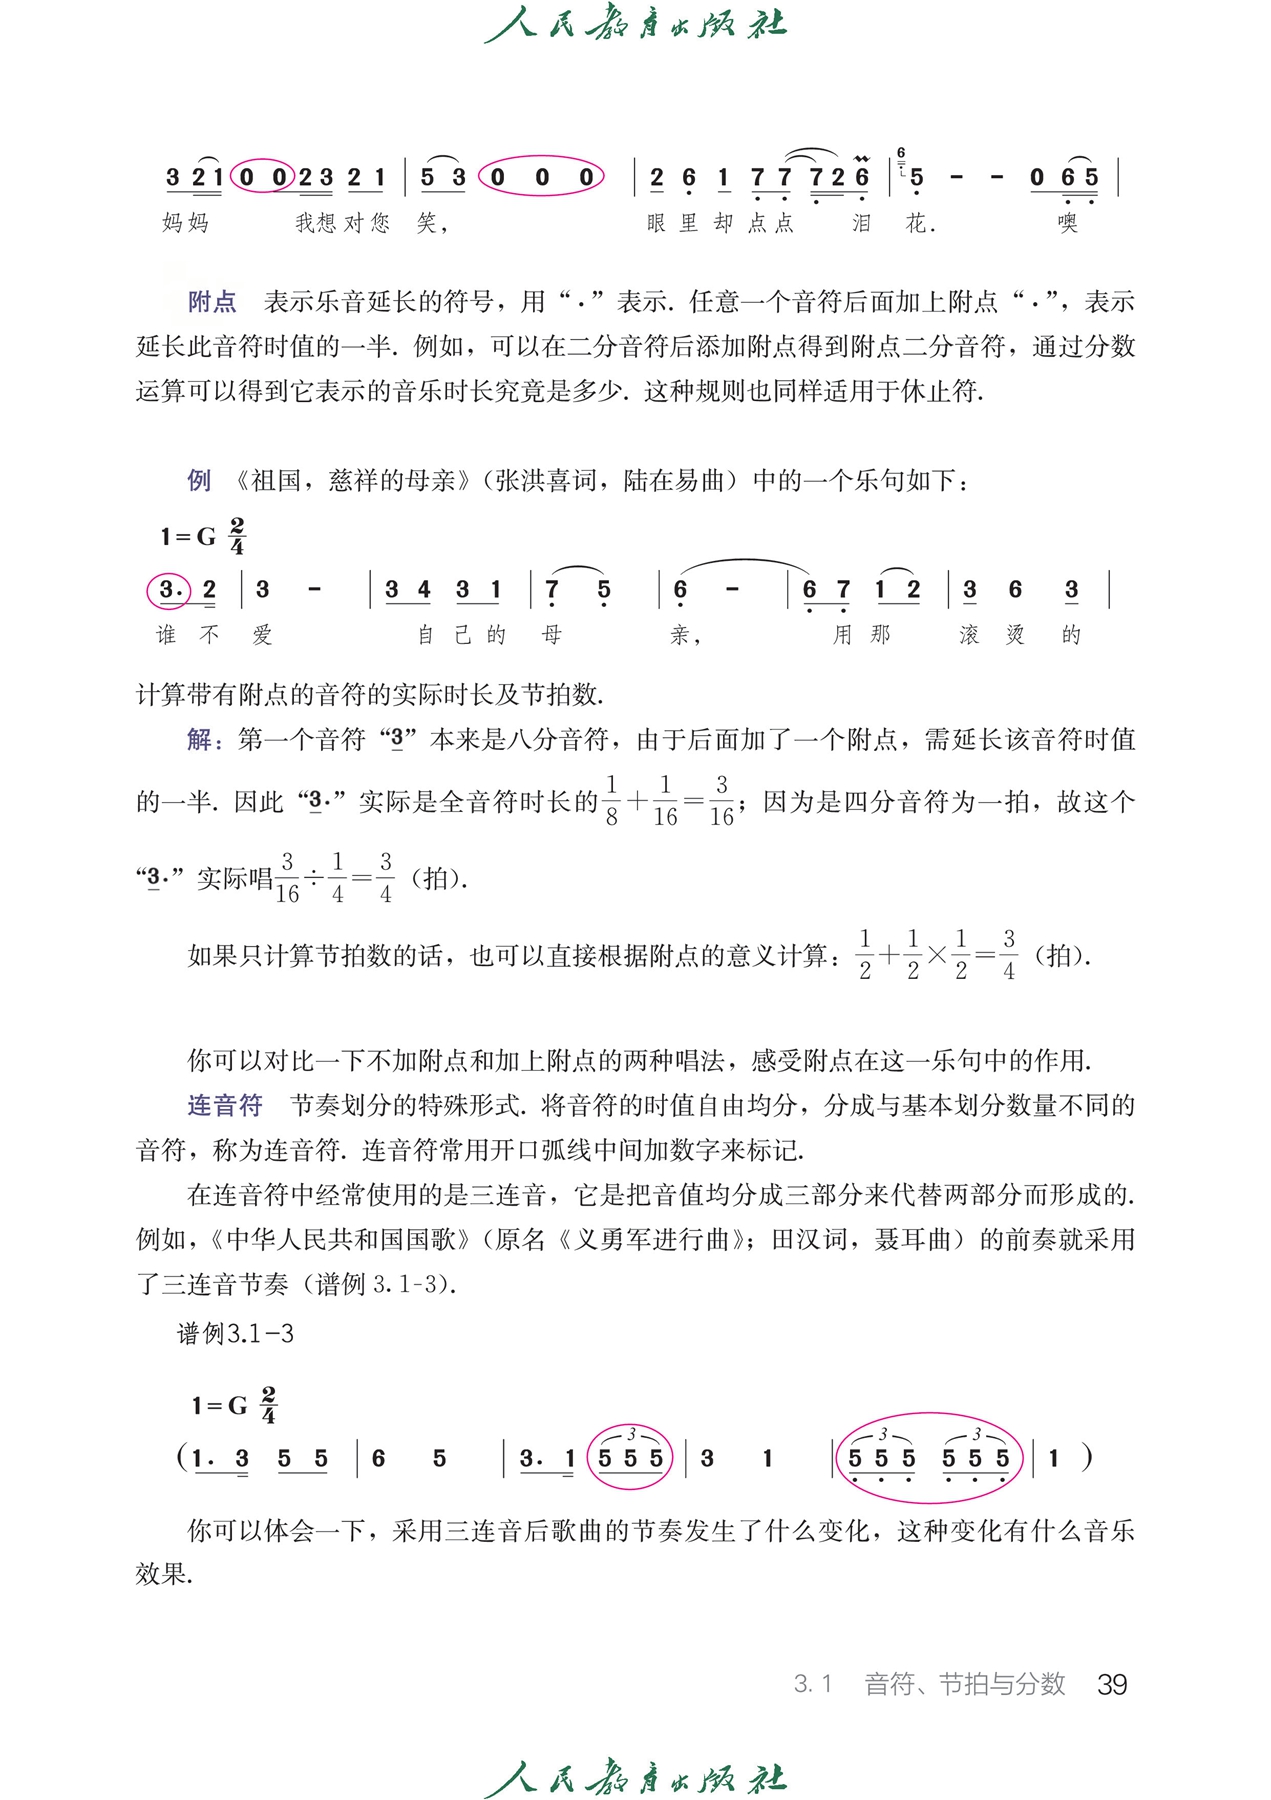 人民教育出版社
3 2 1 0 0 2 3 2 1 | 5 3 0 0 0 | 2 6 1 7 7 7 2 6 | 6 5 - - 0 6 5 |
妈妈 我想对您 笑, 眼里却点点 泪花. 噢
附点 表示乐音延长的符号，用“·”表示. 任意一个音符后面加上附点“·”，表示
延长此音符时值的一半. 例如，可以在二分音符后添加附点得到附点二分音符，通过分数
运算可以得到它表示的音乐时长究竟是多少. 这种规则也同样适用于休止符.
例 《祖国，慈祥的母亲》（张洪喜词，陆在易曲）中的一个乐句如下：
1=G 2/4
3. 2 | 3 - | 3 4 3 1 | 7 5 | 6 - | 6 7 1 2 | 3 6 3 |
谁 不 爱 自 己 的 母 亲, 用 那 滚 烫 的
计算带有附点的音符的实际时长及节拍数.
解：第一个音符“3”本来是八分音符，由于后面加了一个附点，需延长该音符时值
的一半. 因此“3·”实际是全音符时长的1/8+1/16=3/16；因为是四分音符为一拍，故这个
“3·”实际唱3/16÷1/4=3/4（拍）.
如果只计算节拍数的话，也可以直接根据附点的意义计算：1/2+1/2×1/2=3/4（拍）.
你可以对比一下不加附点和加上附点的两种唱法，感受附点在这一乐句中的作用.
连音符 节奏划分的特殊形式. 将音符的时值自由均分，分成与基本划分数量不同的
音符，称为连音符. 连音符常用开口弧线中间加数字来标记.
在连音符中经常使用的是三连音，它是把音值均分成三部分来代替两部分而形成的.
例如，《中华人民共和国国歌》（原名《义勇军进行曲》；田汉词，聂耳曲）的前奏就采用
了三连音节奏（谱例 3.1-3）.
谱例3.1-3
1=G 2/4
(1. 3 5 5 | 6 5 | 3. 1 3 5 5 5 | 3 1 | 3 5 5 5 3 5 5 5 | 1 )
你可以体会一下，采用三连音后歌曲的节奏发生了什么变化，这种变化有什么音乐
效果.
3.1 音符、节拍与分数 39
人民教育出版社